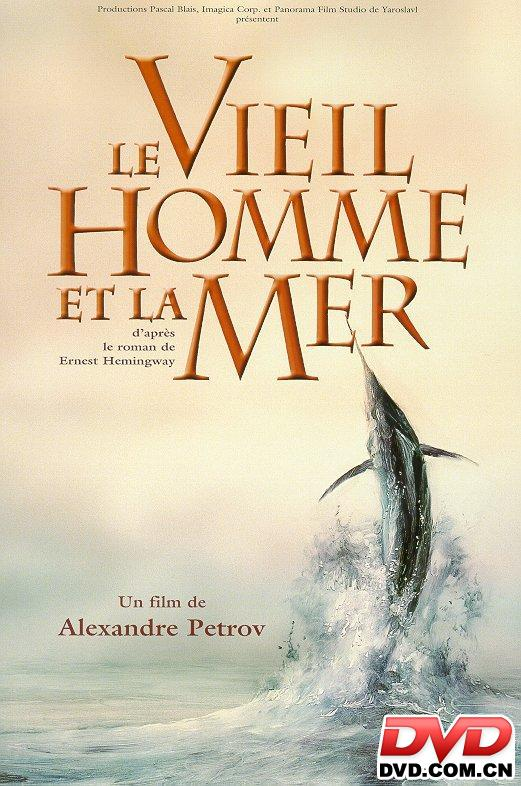 Productions Pascal Blais, Imagica Corp. et Panorama Film Studio de Yaroslavl
présentent
LE VIEIL
HOMME
ET LA MER
d'après
le roman de
Ernest Hemingway
Un film de
Alexandre Petrov
DVD
DVD.COM.CN